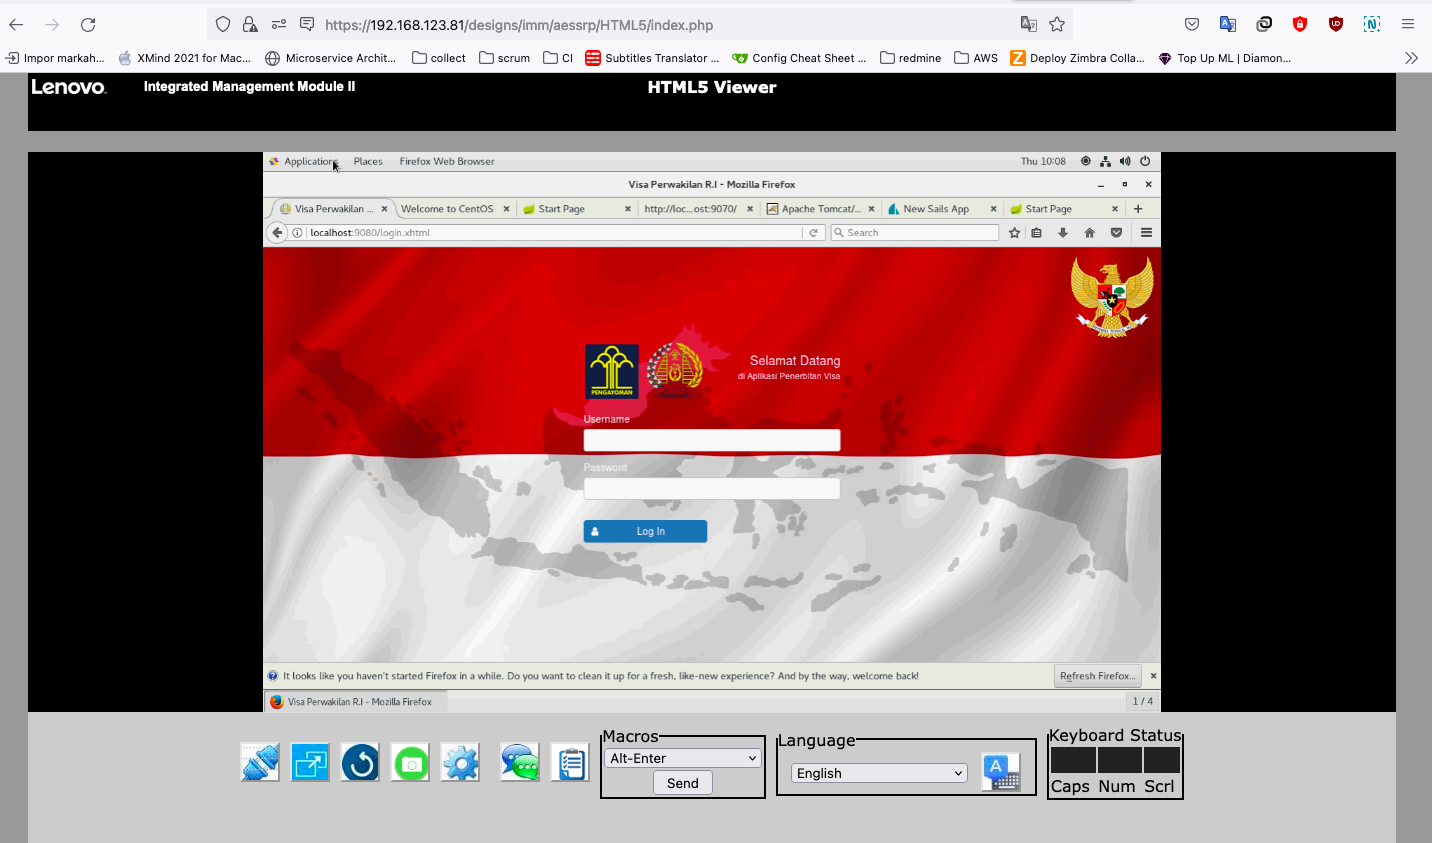 https://192.168.123.81/designs/imm/aessrp/HTML5/index.php
Impor markah... XMind 2021 for Mac... Microservice Archit... collect scrum CI Subtitles Translator ... Config Cheat Sheet ... redmine AWS Deploy Zimbra Colla... Top Up ML | Diamon...
Lenovo. Integrated Management Module II HTML5 Viewer
Applications Places Firefox Web Browser Thu 10:08
Visa Perwakilan R.I - Mozilla Firefox
Visa Perwakilan ... Welcome to CentOS Start Page http://loc...ost:9070/ Apache Tomcat/... New Sails App Start Page
localhost:9080/login.xhtml Search
Selamat Datang
di Aplikasi Penerbitan Visa
PENGAYOMAN
Username
Password
Log In
It looks like you haven't started Firefox in a while. Do you want to clean it up for a fresh, like-new experience? And by the way, welcome back! Refresh Firefox...
Visa Perwakilan R.I - Mozilla Firefox 1 / 4
Macros Language Keyboard Status
Alt-Enter
English
Send
Caps Num Scrl